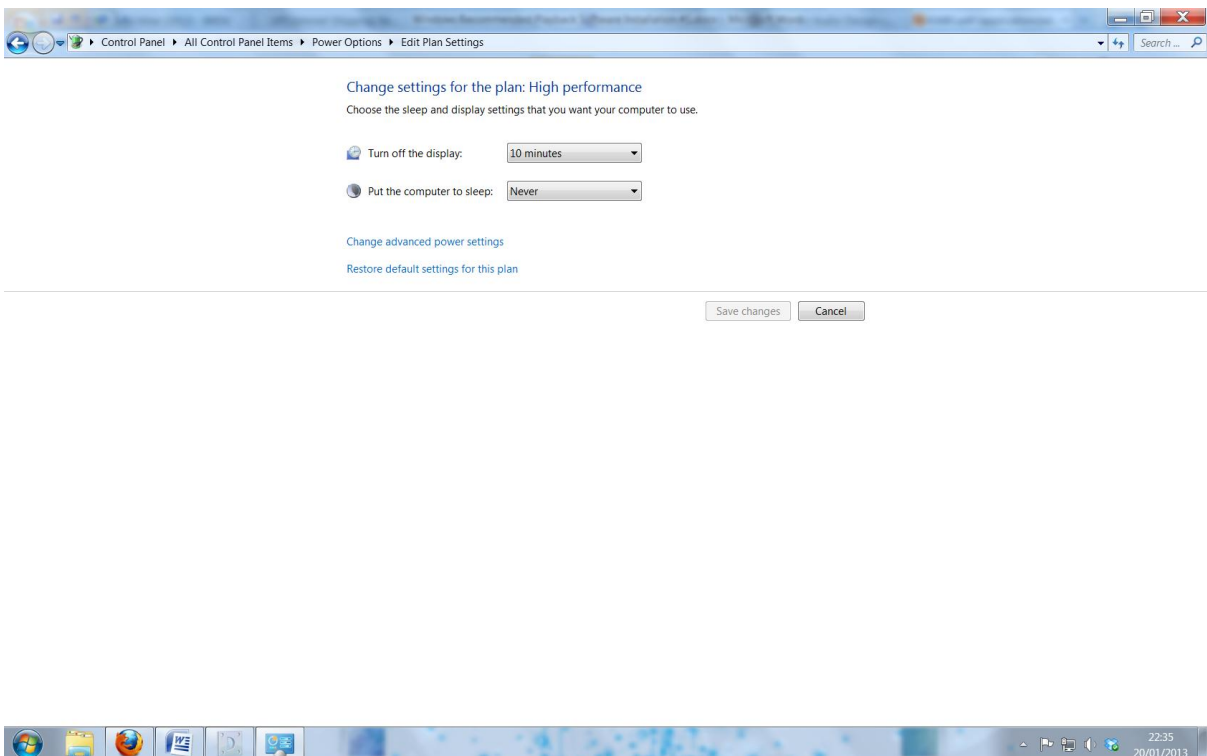 Control Panel ▸ All Control Panel Items ▸ Power Options ▸ Edit Plan Settings
Search ...
Change settings for the plan: High performance
Choose the sleep and display settings that you want your computer to use.
Turn off the display: 10 minutes
Put the computer to sleep: Never
Change advanced power settings
Restore default settings for this plan
Save changes Cancel
22:35
20/01/2013